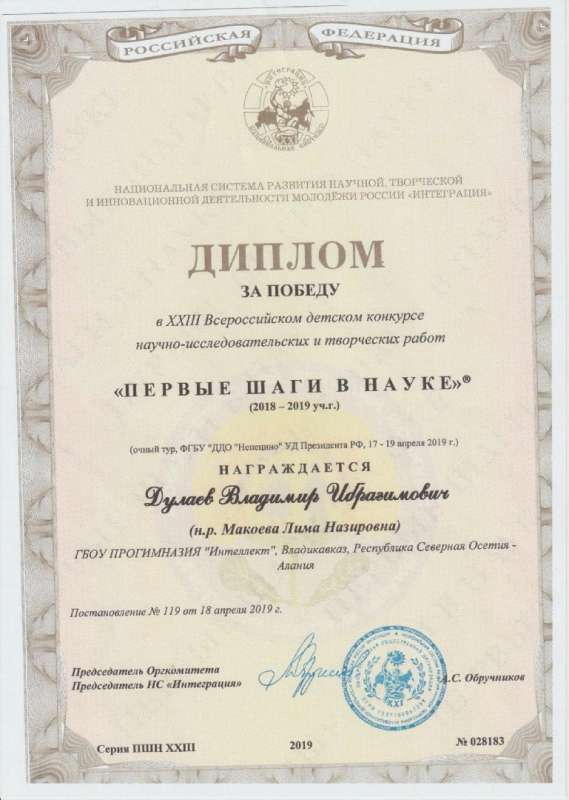 РОССИЙСКАЯ ФЕДЕРАЦИЯ
ИНТЕГРАЦИЯ
XXI
НАЦИОНАЛЬНАЯ СИСТЕМА РАЗВИТИЯ НАУЧНОЙ, ТВОРЧЕСКОЙ
И ИННОВАЦИОННОЙ ДЕЯТЕЛЬНОСТИ МОЛОДЁЖИ РОССИИ «ИНТЕГРАЦИЯ»
ДИПЛОМ
ЗА ПОБЕДУ
в XXIII Всероссийском детском конкурсе
научно-исследовательских и творческих работ
«ПЕРВЫЕ ШАГИ В НАУКЕ»®
(2018 – 2019 уч.г.)
(очный тур, ФГБУ "ДДО "Непецино" УД Президента РФ, 17 - 19 апреля 2019 г.)
НАГРАЖДАЕТСЯ
Дулаев Владимир Ибрагимович
(н.р. Макоева Лима Назировна)
ГБОУ ПРОГИМНАЗИЯ "Интеллект", Владикавказ, Республика Северная Осетия -
Алания
Постановление № 119 от 18 апреля 2019 г.
Председатель Оргкомитета
Председатель НС «Интеграция»
А.С. Обручников
XXI
Серия ПШН XXIII
2019
№ 028183